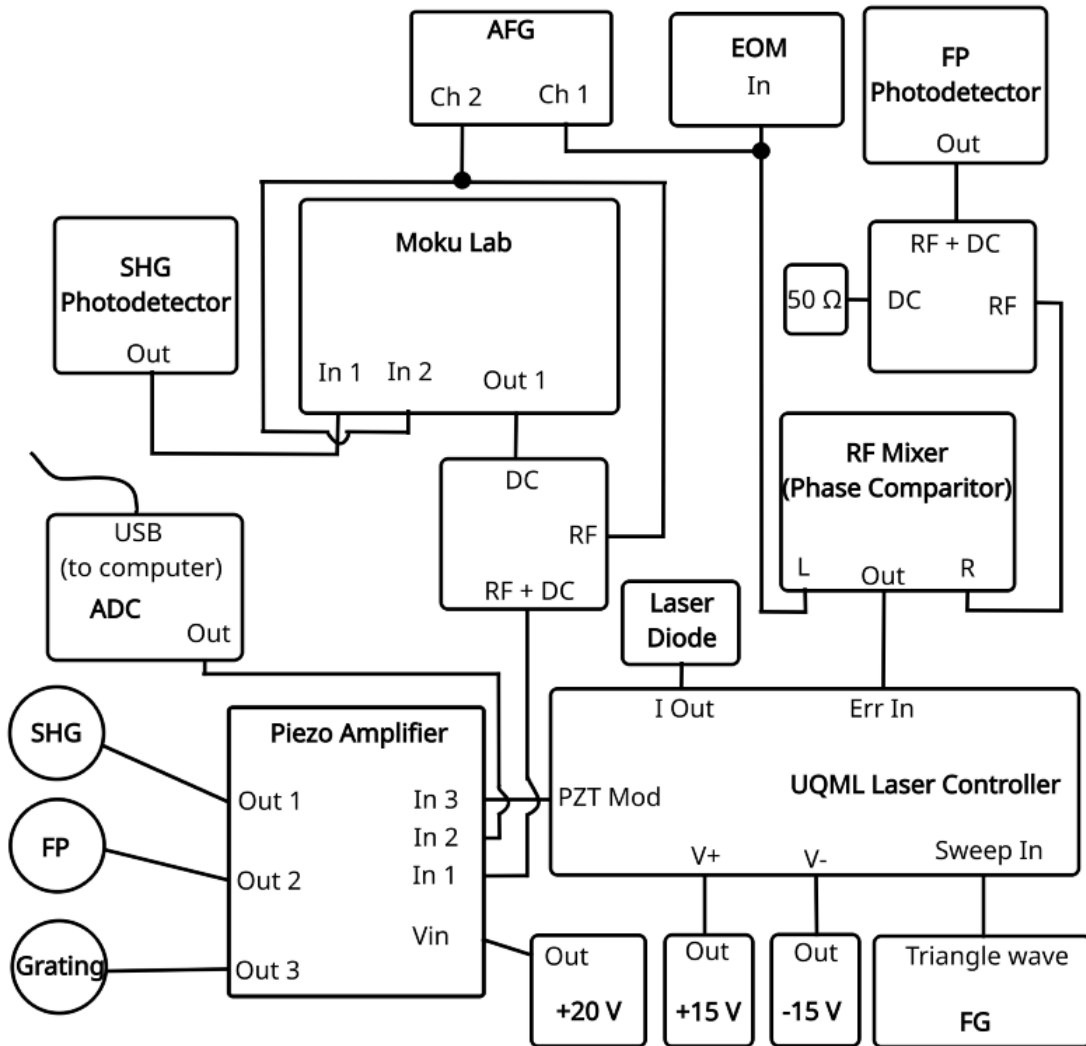 AFG
Ch 2
Ch 1
EOM
In
FP
Photodetector
Out
SHG
Photodetector
Out
Moku Lab
In 1
In 2
Out 1
RF + DC
50 Ω
DC
RF
RF Mixer
(Phase Comparitor)
L
Out
R
DC
RF
RF + DC
USB
(to computer)
ADC
Out
Laser
Diode
SHG
FP
Grating
Piezo Amplifier
Out 1
Out 2
Out 3
In 3
In 2
In 1
Vin
I Out
Err In
PZT Mod
UQML Laser Controller
V+
V-
Sweep In
Out
+20 V
Out
+15 V
Out
-15 V
Triangle wave
FG